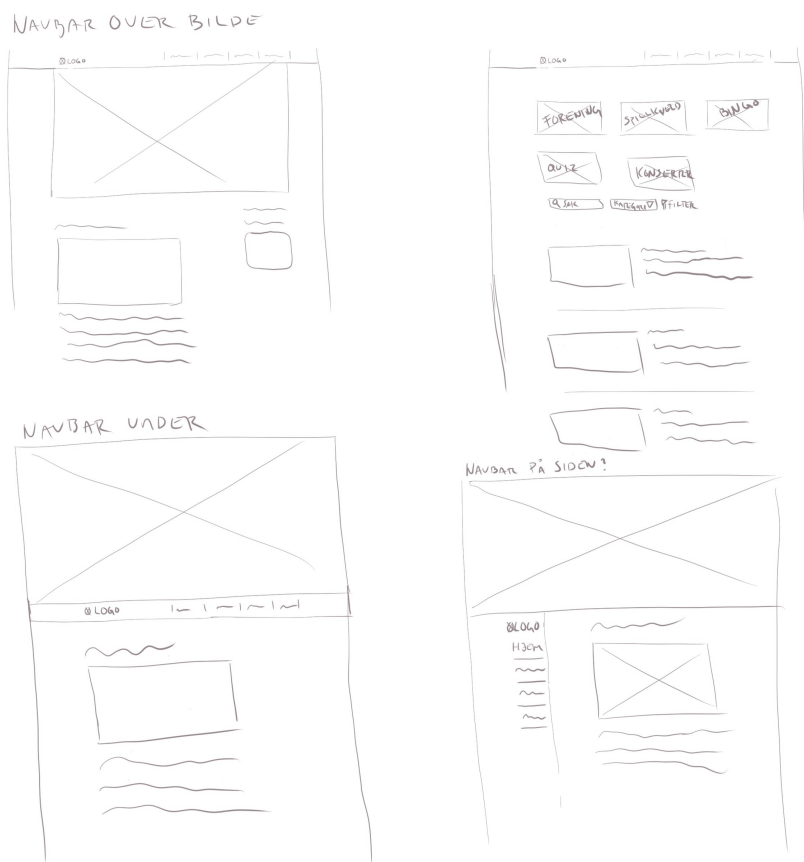 NAVBAR OVER BILDE
LOGO
LOGO
FORENING
SPILLKVELD
BINGO
QUIZ
KONSERTER
SØK
KATEGORI
FILTER
NAVBAR UNDER
LOGO
NAVBAR PÅ SIDEN?
LOGO
HJEM